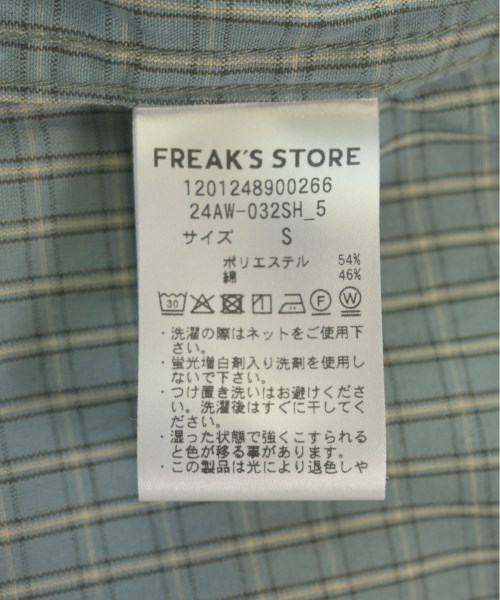 FREAK'S STORE
1201248900266
24AW-032SH_5
サイズ S
ポリエステル 54%
綿 46%
30 F W
・洗濯の際はネットをご使用下
さい。
・蛍光増白剤入り洗剤を使用し
ないで下さい。
・つけ置き洗いはお避けくださ
い。洗濯後はすぐに干してく
ださい。
・湿った状態で強くこすられる
と色が移る事があります。
・この製品は光により退色しや